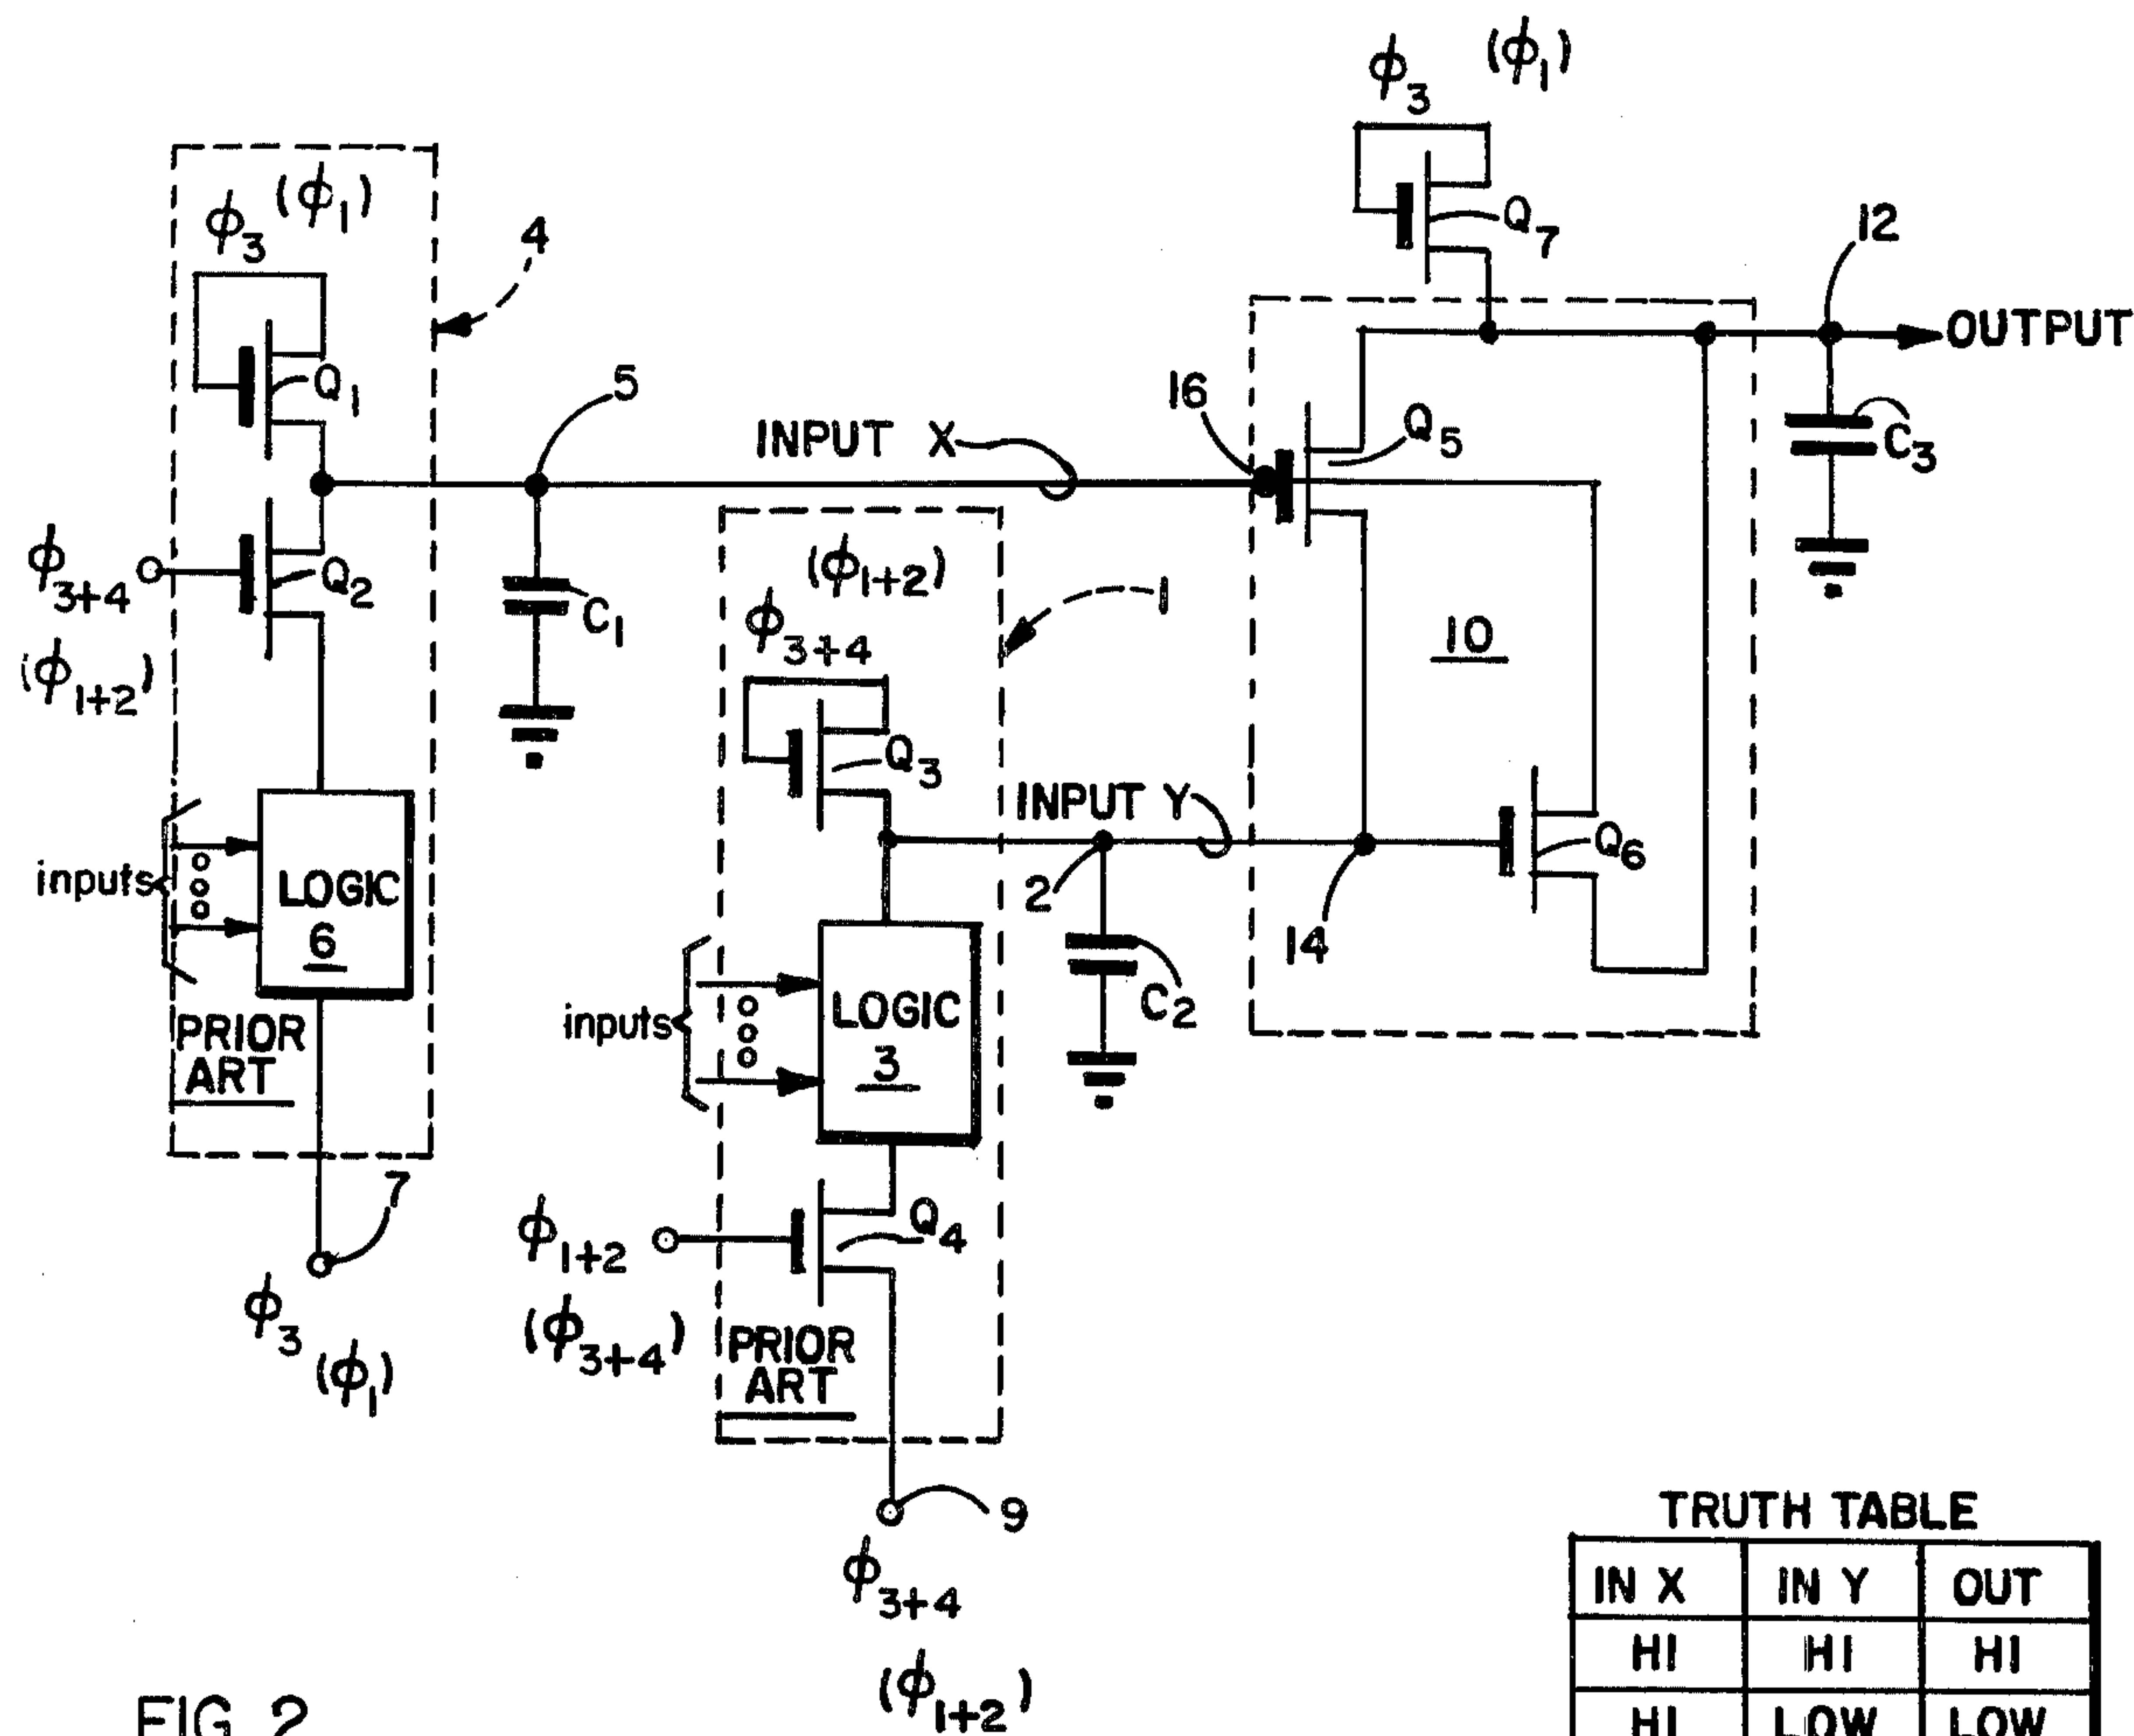 ϕ3 (ϕ1)
ϕ3 (ϕ1)
4
Q1
5
INPUT X
16
Q5
Q7
12
OUTPUT
C3
ϕ3+4
(ϕ1+2)
Q2
C1
(ϕ1+2)
ϕ3+4
1
10
Q3
INPUT Y
2
14
Q6
inputs
LOGIC
6
PRIOR
ART
inputs
LOGIC
3
C2
7
ϕ3
(ϕ1)
ϕ1+2
(ϕ3+4)
Q4
PRIOR
ART
9
ϕ3+4
(ϕ1+2)
TRUTH TABLE
IN X IN Y OUT
HI HI HI
HI LOW LOW
FIG. 2